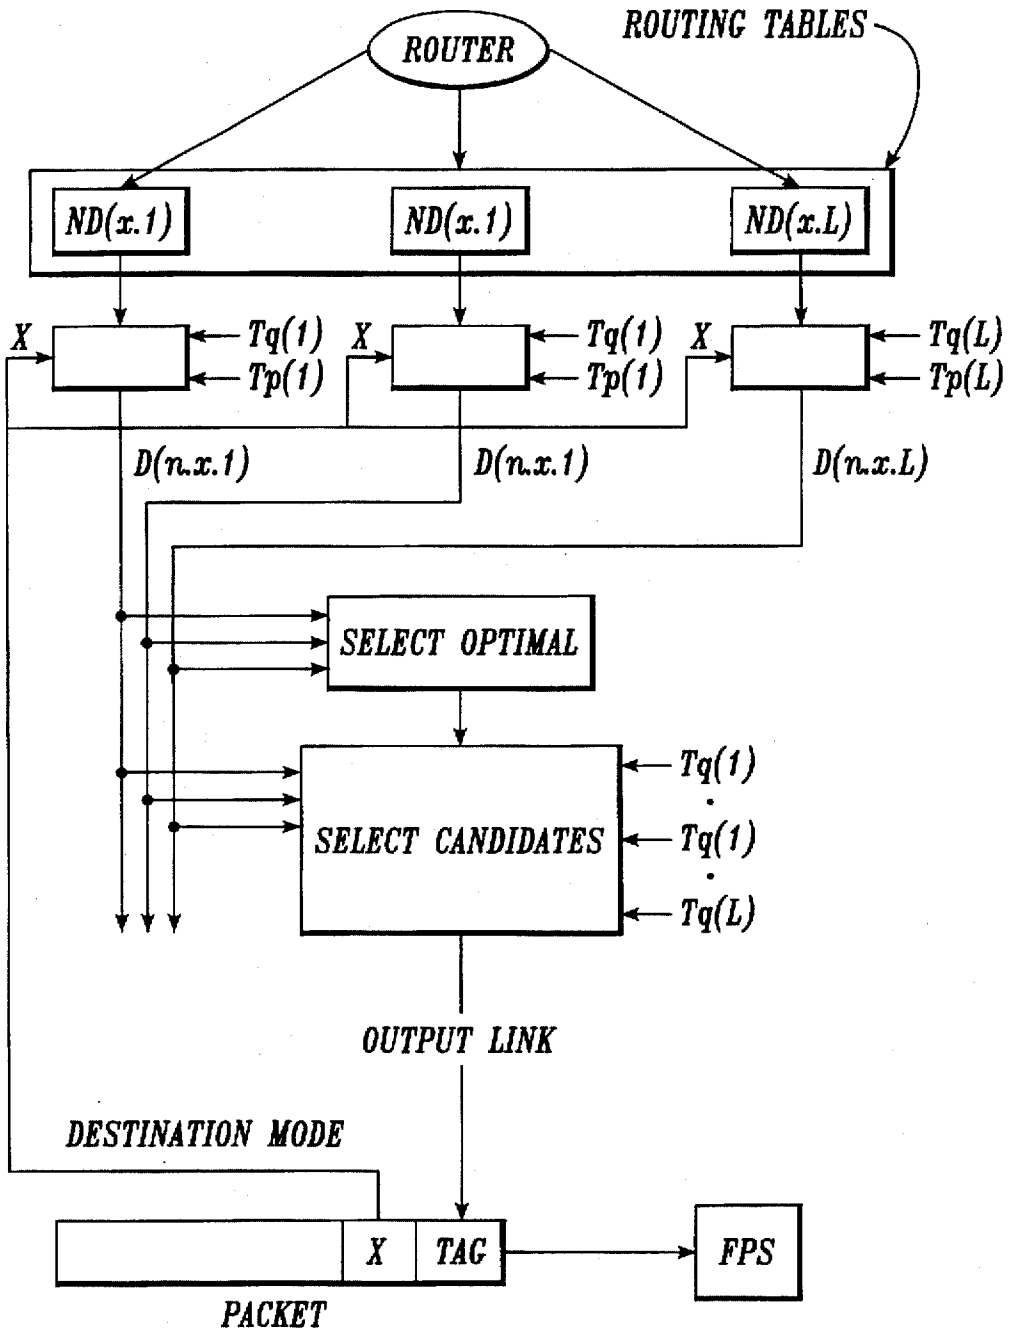 ROUTING TABLES
ROUTER
ND(x.1) ND(x.1) ND(x.L)
X Tq(1) X Tq(1) X Tq(L)
Tp(1) Tp(1) Tp(L)
D(n.x.1) D(n.x.1) D(n.x.L)
SELECT OPTIMAL
Tq(1)
.
SELECT CANDIDATES Tq(1)
.
Tq(L)
OUTPUT LINK
DESTINATION MODE
X TAG FPS
PACKET